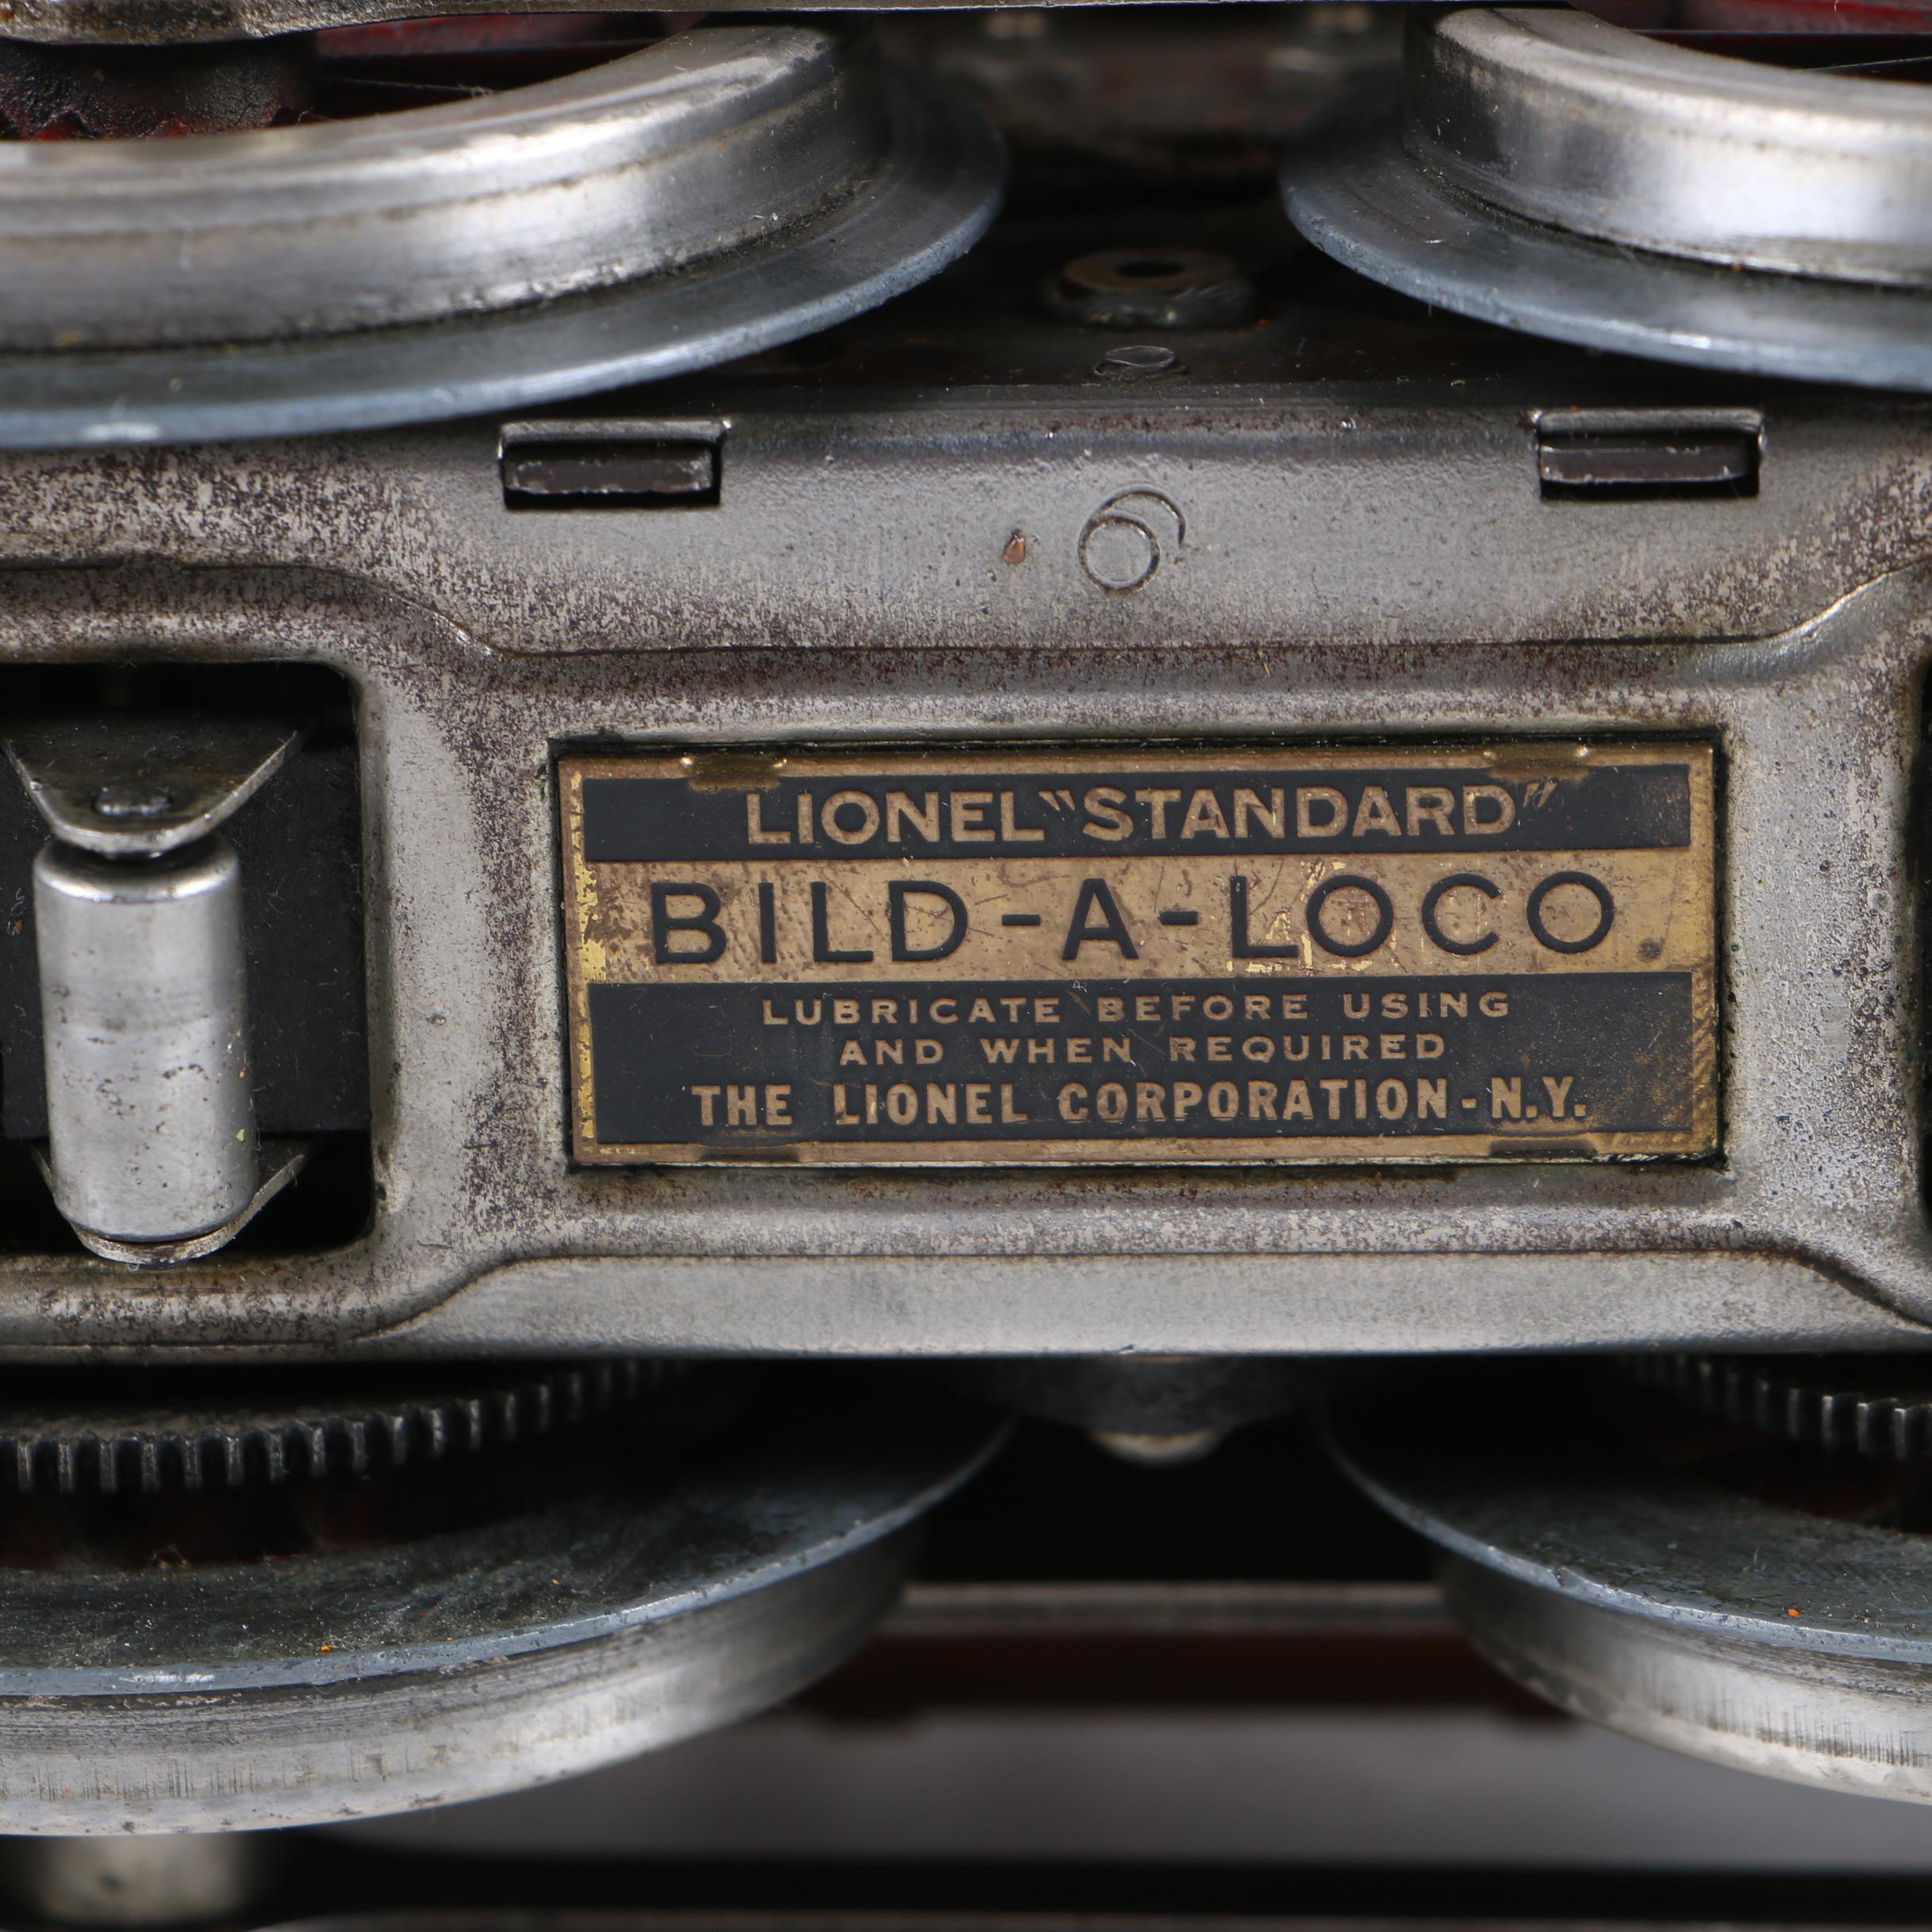 6
LIONEL "STANDARD"
BILD-A-LOCO
LUBRICATE BEFORE USING
AND WHEN REQUIRED
THE LIONEL CORPORATION-N.Y.